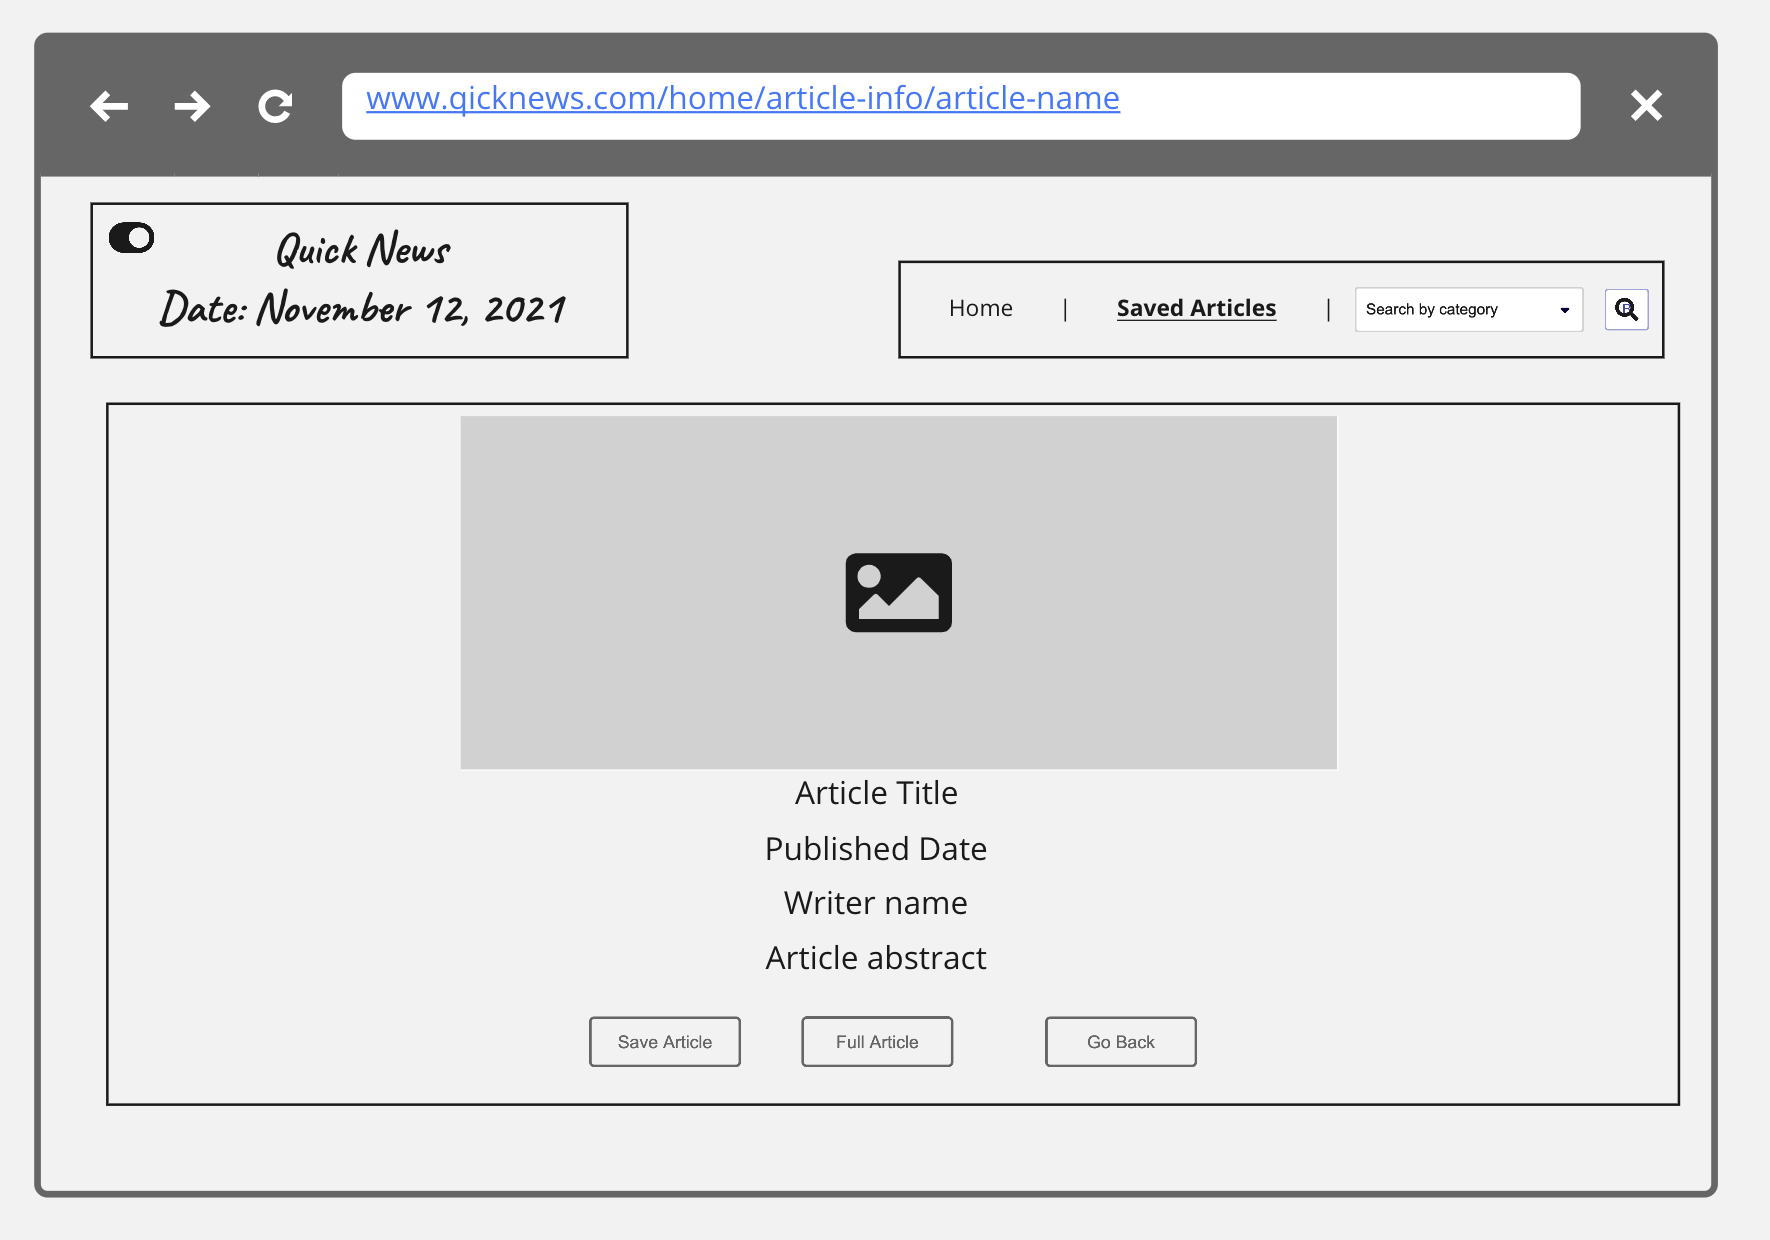 www.qicknews.com/home/article-info/article-name
Quick News
Date: November 12, 2021
Home | Saved Articles | Search by category
Article Title
Published Date
Writer name
Article abstract
Save Article Full Article Go Back